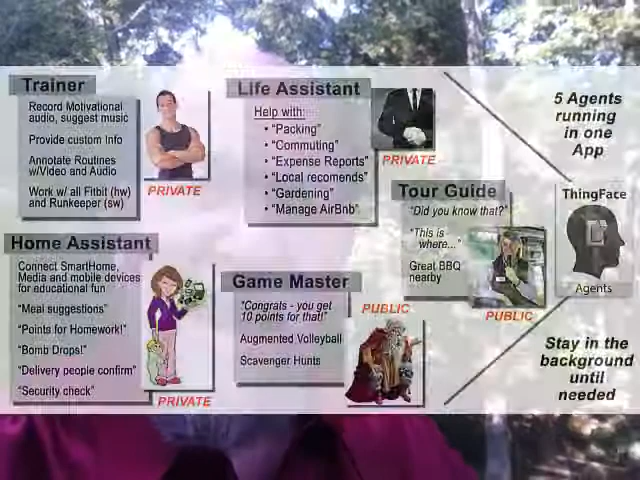 Trainer
Record Motivational
audio, suggest music
Provide custom Info
Annotate Routines
w/Video and Audio
Work w/ all Fitbit (hw)
and Runkeeper (sw)
PRIVATE
Life Assistant
Help with:
• "Packing"
• "Commuting"
• "Expense Reports"
• "Local recomends"
• "Gardening"
• "Manage AirBnb"
PRIVATE
5 Agents
running
in one
App
Tour Guide
"Did you know that?"
"This is
where..."
Great BBQ
nearby
PUBLIC
ThingFace
Agents
Home Assistant
Connect SmartHome,
Media and mobile devices
for educational fun
"Meal suggestions"
"Points for Homework!"
"Bomb Drops!"
"Delivery people confirm"
"Security check"
PRIVATE
Game Master
"Congrats - you get
10 points for that!"
Augmented Volleyball
Scavenger Hunts
PUBLIC
Stay in the
background
until
needed